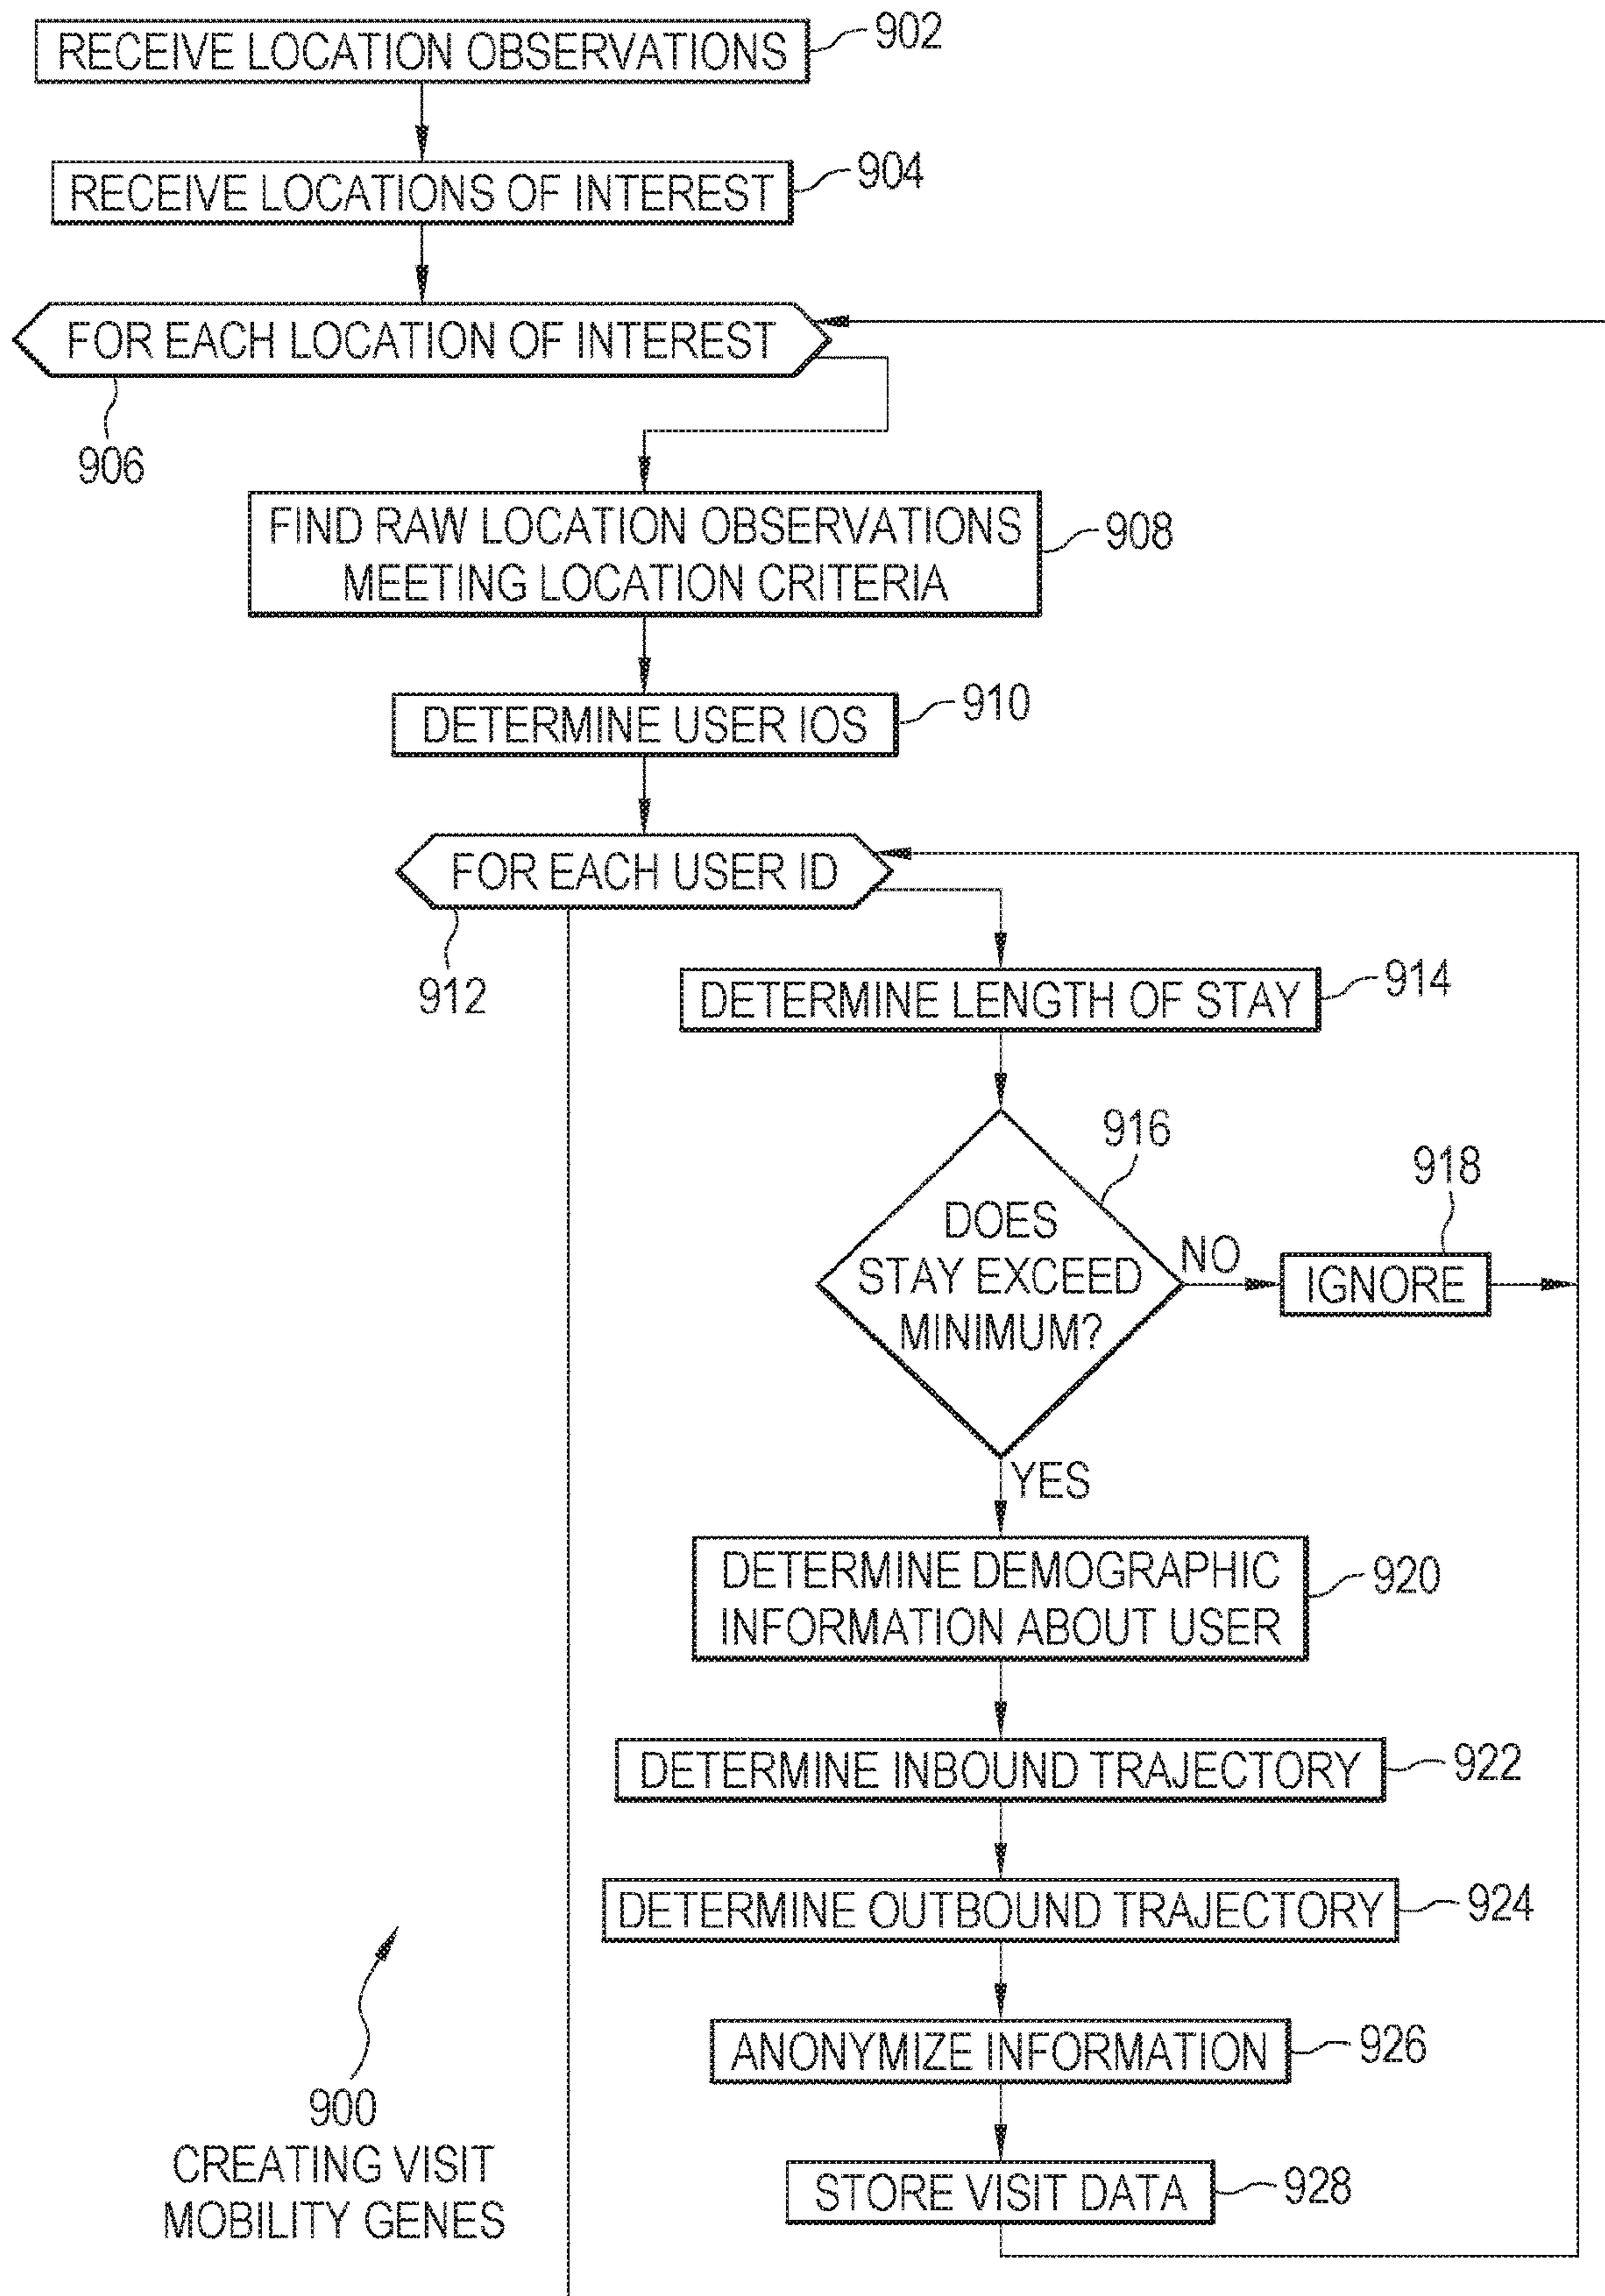 RECEIVE LOCATION OBSERVATIONS
902
RECEIVE LOCATIONS OF INTEREST
904
FOR EACH LOCATION OF INTEREST
906
FIND RAW LOCATION OBSERVATIONS
MEETING LOCATION CRITERIA
908
DETERMINE USER IOS
910
FOR EACH USER ID
912
DETERMINE LENGTH OF STAY
914
DOES
STAY EXCEED
MINIMUM?
916
NO
IGNORE
918
YES
DETERMINE DEMOGRAPHIC
INFORMATION ABOUT USER
920
DETERMINE INBOUND TRAJECTORY
922
DETERMINE OUTBOUND TRAJECTORY
924
ANONYMIZE INFORMATION
926
STORE VISIT DATA
928
900
CREATING VISIT
MOBILITY GENES